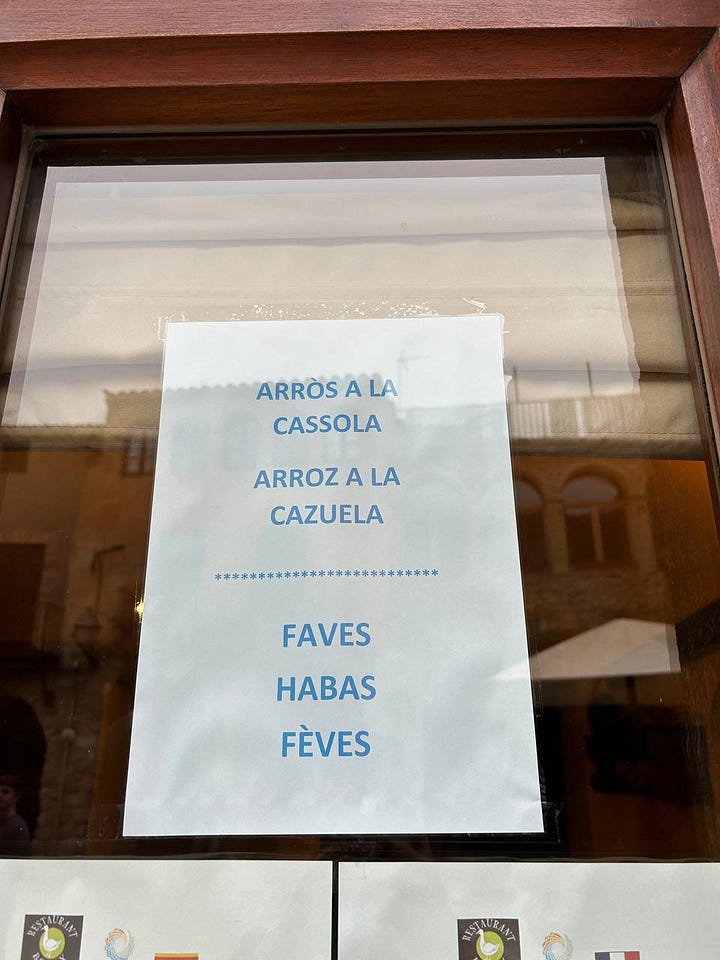 ARRÒS A LA
CASSOLA
ARROZ A LA
CAZUELA
**************************
FAVES
HABAS
FÈVES
RESTAURANT
RESTAURANT